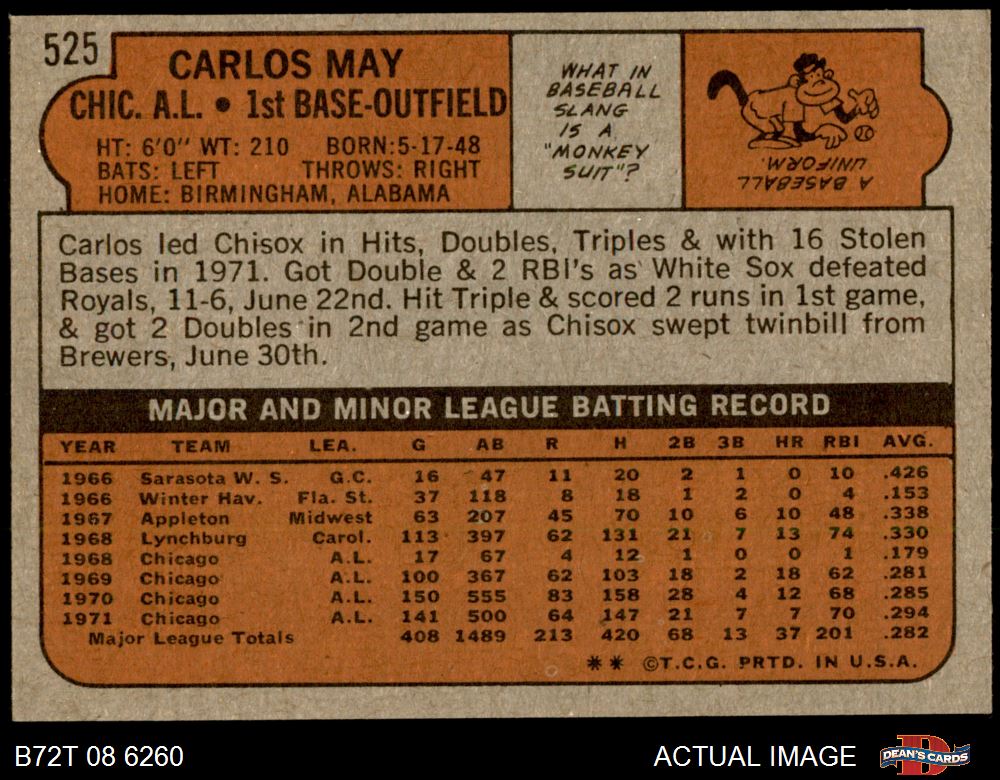 525
CARLOS MAY
CHIC. A.L. • 1st BASE-OUTFIELD
HT: 6'0" WT: 210 BORN: 5-17-48
BATS: LEFT THROWS: RIGHT
HOME: BIRMINGHAM, ALABAMA
WHAT IN
BASEBALL
SLANG
IS A
"MONKEY
SUIT"?
A BASEBALL
UNIFORM.
Carlos led Chisox in Hits, Doubles, Triples & with 16 Stolen
Bases in 1971. Got Double & 2 RBI's as White Sox defeated
Royals, 11-6, June 22nd. Hit Triple & scored 2 runs in 1st game,
& got 2 Doubles in 2nd game as Chisox swept twinbill from
Brewers, June 30th.
MAJOR AND MINOR LEAGUE BATTING RECORD
YEAR TEAM LEA. G AB R H 2B 3B HR RBI AVG.
1966 Sarasota W. S. G.C. 16 47 11 20 2 1 0 10 .426
1966 Winter Hav. Fla. St. 37 118 8 18 1 2 0 4 .153
1967 Appleton Midwest 63 207 45 70 10 6 10 48 .338
1968 Lynchburg Carol. 113 397 62 131 21 7 13 74 .330
1968 Chicago A.L. 17 67 4 12 1 0 0 1 .179
1969 Chicago A.L. 100 367 62 103 18 2 18 62 .281
1970 Chicago A.L. 150 555 83 158 28 4 12 68 .285
1971 Chicago A.L. 141 500 64 147 21 7 7 70 .294
Major League Totals 408 1489 213 420 68 13 37 201 .282
** ©T.C.G. PRTD. IN U.S.A.
B72T 08 6260 ACTUAL IMAGE DEAN'S CARDS